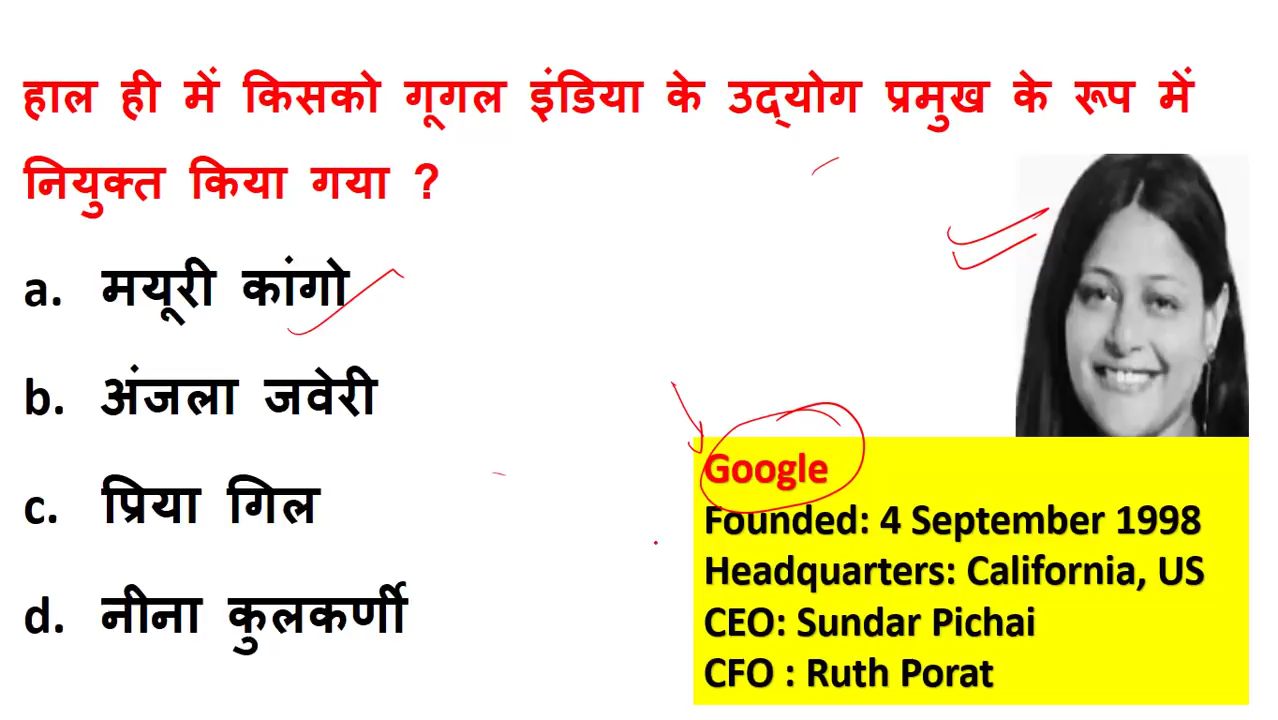 हाल ही में किसको गूगल इंडिया के उद्योग प्रमुख के रूप में
नियुक्त किया गया ?
a. मयूरी कांगो
b. अंजला जवेरी
c. प्रिया गिल
d. नीना कुलकर्णी
Google
Founded: 4 September 1998
Headquarters: California, US
CEO: Sundar Pichai
CFO : Ruth Porat